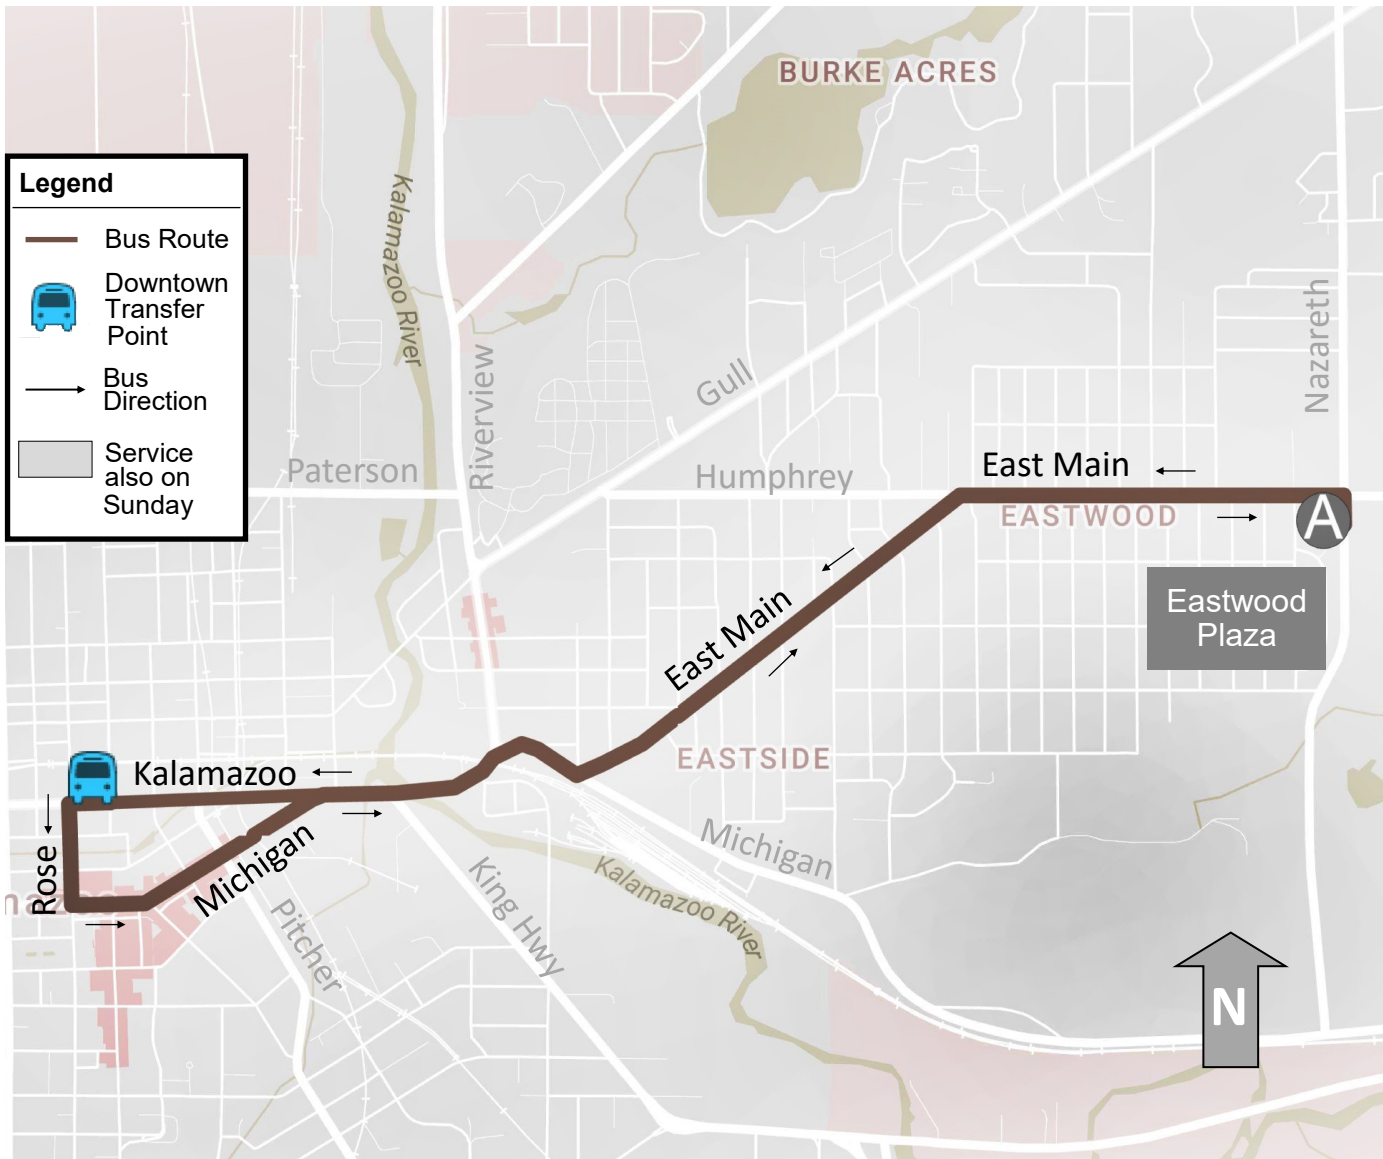 BURKE ACRES
Legend
Bus Route
Downtown
Transfer
Point
Bus
Direction
Service
also on
Sunday
Kalamazoo River
Riverview
Gull
Nazareth
Paterson
Humphrey
East Main
EASTWOOD
A
Eastwood
Plaza
East Main
EASTSIDE
Kalamazoo
Rose
Michigan
Michigan
Kalamazoo River
King Hwy
Pitcher
N